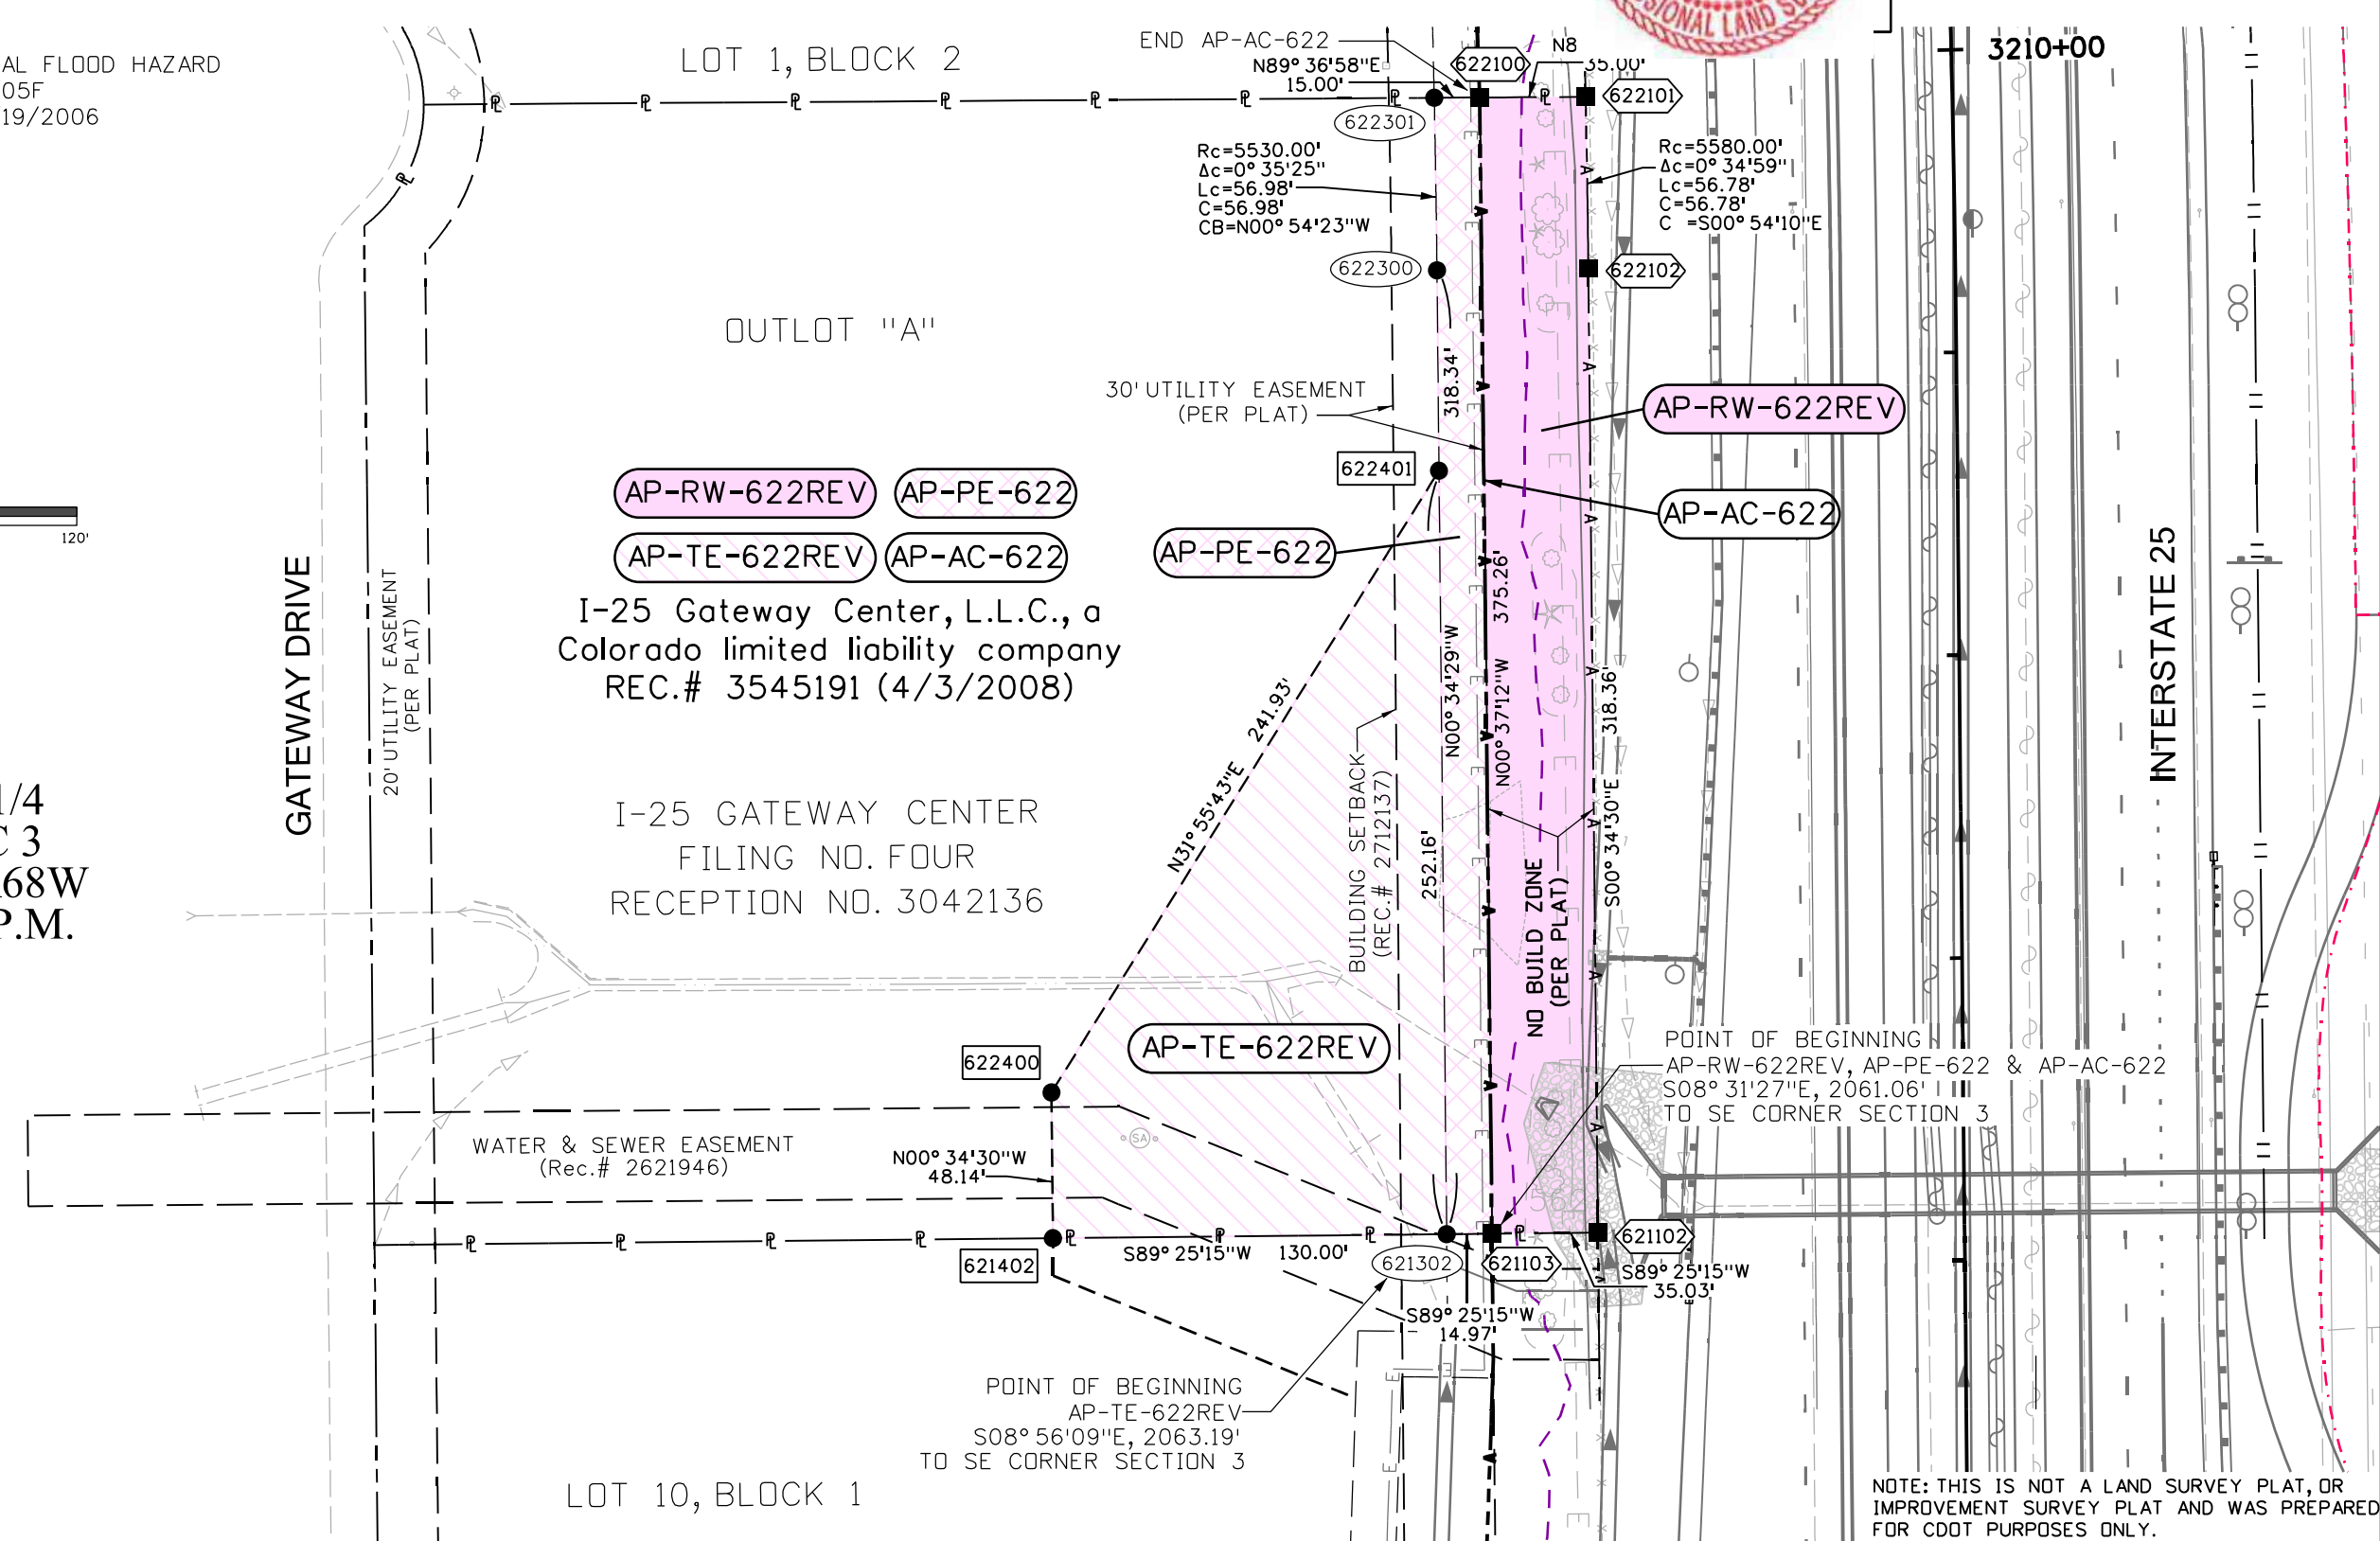 AL FLOOD HAZARD
05F
19/2006
LOT 1, BLOCK 2
END AP-AC-622
N89° 36'58"E
15.00'
622100
N8
35.00'
SIONAL LAND SU
3210+00
622101
622301
Rc=5530.00'
Δc=0° 35'25"
Lc=56.98'
C=56.98'
CB=N00° 54'23"W
Rc=5580.00'
Δc=0° 34'59"
Lc=56.78'
C=56.78'
C =S00° 54'10"E
622300
622102
OUTLOT "A"
318.34'
30' UTILITY EASEMENT
(PER PLAT)
AP-RW-622REV
622401
AP-RW-622REV
AP-PE-622
AP-AC-622
120'
AP-TE-622REV
AP-AC-622
AP-PE-622
I-25 Gateway Center, L.L.C., a
Colorado limited liability company
REC.# 3545191 (4/3/2008)
GATEWAY DRIVE
20' UTILITY EASEMENT
(PER PLAT)
375.26'
N00° 34'29"W
N00° 37'12"W
318.36'
S00° 34'30"E
INTERSTATE 25
241.93'
N31° 55'43"E
1/4
C 3
68W
P.M.
I-25 GATEWAY CENTER
FILING NO. FOUR
RECEPTION NO. 3042136
BUILDING SETBACK
(REC.# 2712137)
252.16'
NO BUILD ZONE
(PER PLAT)
AP-TE-622REV
622400
POINT OF BEGINNING
AP-RW-622REV, AP-PE-622 & AP-AC-622
S08° 31'27"E, 2061.06'
TO SE CORNER SECTION 3
WATER & SEWER EASEMENT
(Rec.# 2621946)
N00° 34'30"W
48.14'
SA
621402
S89° 25'15"W 130.00'
621302
621103
621102
S89° 25'15"W
35.03'
S89° 25'15"W
14.97'
POINT OF BEGINNING
AP-TE-622REV
S08° 56'09"E, 2063.19'
TO SE CORNER SECTION 3
LOT 10, BLOCK 1
NOTE: THIS IS NOT A LAND SURVEY PLAT, OR
IMPROVEMENT SURVEY PLAT AND WAS PREPARED
FOR CDOT PURPOSES ONLY.